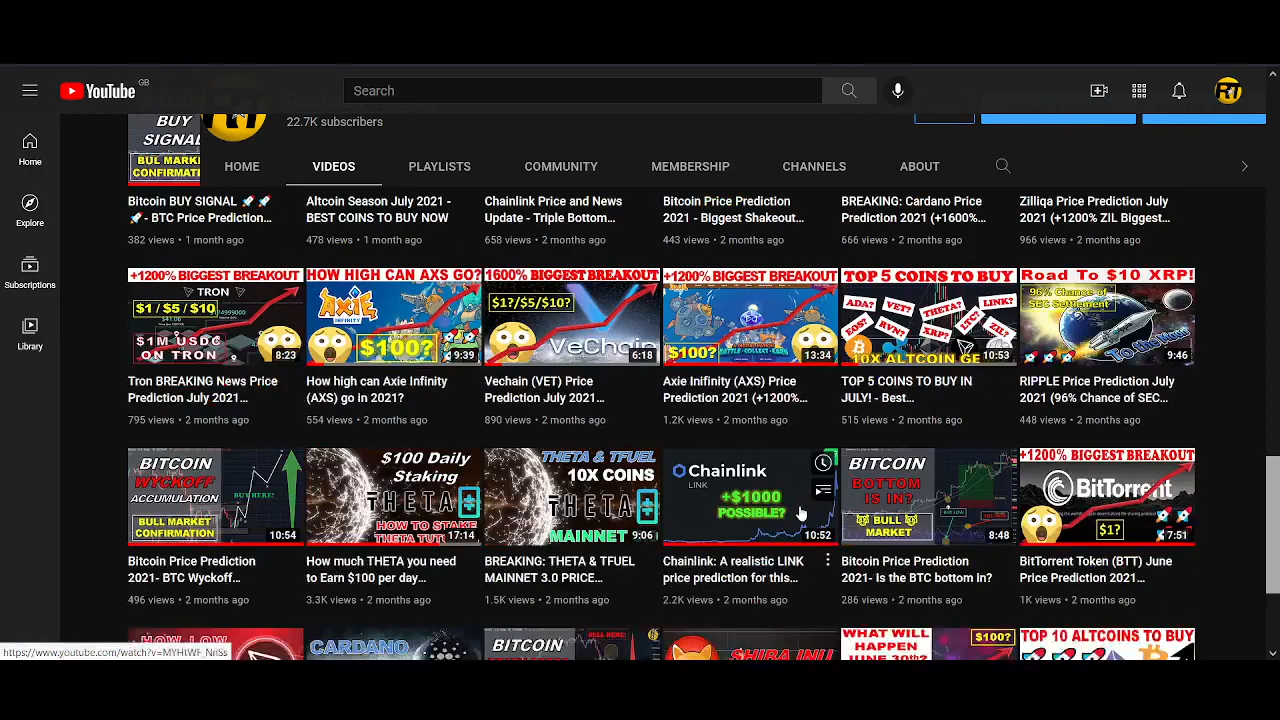 YouTube GB
Search
22.7K subscribers
HOME
VIDEOS
PLAYLISTS
COMMUNITY
MEMBERSHIP
CHANNELS
ABOUT
Home
Explore
Subscriptions
Library
BUY
SIGNAL
BUL MARKET
CONFIRMATI
Bitcoin BUY SIGNAL 🚀 🚀
🚀 - BTC Price Prediction...
382 views • 1 month ago
Altcoin Season July 2021 -
BEST COINS TO BUY NOW
478 views • 1 month ago
Chainlink Price and News
Update - Triple Bottom...
658 views • 2 months ago
Bitcoin Price Prediction
2021 - Biggest Shakeout...
443 views • 2 months ago
BREAKING: Cardano Price
Prediction 2021 (+1600%...
666 views • 2 months ago
Zilliqa Price Prediction July
2021 (+1200% ZIL Biggest...
966 views • 2 months ago
+1200% BIGGEST BREAKOUT
TRON
$1 / $5 / $10
$1M USDC
ON TRON
8:23
Tron BREAKING News Price
Prediction July 2021...
795 views • 2 months ago
HOW HIGH CAN AXS GO?
AXIE
INFINITY
$100?
9:39
How high can Axie Infinity
(AXS) go in 2021?
554 views • 2 months ago
1600% BIGGEST BREAKOUT
$1?/$5/$10?
VeChain
6:18
Vechain (VET) Price
Prediction July 2021...
890 views • 2 months ago
+1200% BIGGEST BREAKOUT
BATTLE-COLLECT-EARN
$100?
13:34
Axie Inifinity (AXS) Price
Prediction 2021 (+1200%...
1.2K views • 2 months ago
TOP 5 COINS TO BUY
ADA?
VET?
THETA?
LINK?
EOS?
RVN?
XRP?
LTC?
ZIL?
10X ALTCOIN GE
10:53
TOP 5 COINS TO BUY IN
JULY! - Best...
515 views • 2 months ago
Road To $10 XRP!
96% Chance of
SEC Settlement
9:46
RIPPLE Price Prediction July
2021 (96% Chance of SEC...
448 views • 2 months ago
BITCOIN
WYCKOFF
ACCUMULATION
BUY HERE!
BULL MARKET
CONFIRMATION
10:54
Bitcoin Price Prediction
2021- BTC Wyckoff...
496 views • 2 months ago
$100 Daily
Staking
THETA
HOW TO STAKE
THETA TUT
17:14
How much THETA you need
to Earn $100 per day...
3.3K views • 2 months ago
THETA & TFUEL
10X COINS
THETA
MAINNET
9:06
BREAKING: THETA & TFUEL
MAINNET 3.0 PRICE...
1.5K views • 2 months ago
Chainlink
LINK
+$1000
POSSIBLE?
10:52
Chainlink: A realistic LINK
price prediction for this...
2.2K views • 2 months ago
BITCOIN
BOTTOM
IS IN?
BULL
MARKET
8:48
Bitcoin Price Prediction
2021- Is the BTC bottom in?
286 views • 2 months ago
+1200% BIGGEST BREAKOUT
BitTorrent
$1?
7:51
BitTorrent Token (BTT) June
Price Prediction 2021...
1K views • 2 months ago
HOW LOW
CARDANO
BITCOIN
SELL HERE!
SHIBA INU
WHAT WILL
HAPPEN
JUNE 30th?
$100?
TOP 10 ALTCOINS TO BUY
https://www.youtube.com/watch?v=MYHtWF_NriSs